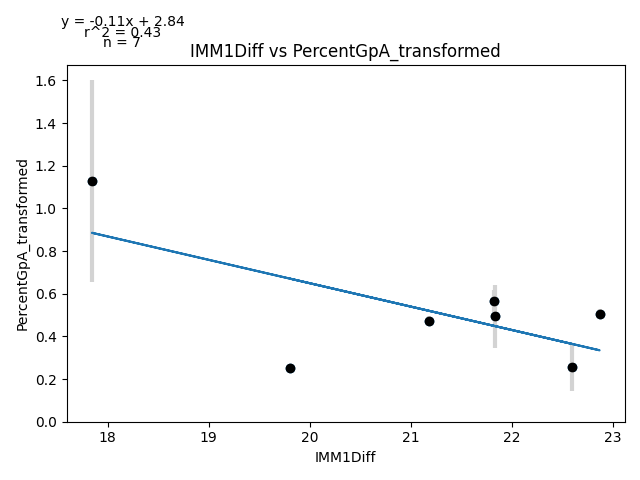 y = -0.11x + 2.84
r^2 = 0.43
n = 7
IMM1Diff vs PercentGpA_transformed
PercentGpA_transformed
1.6
1.4
1.2
1.0
0.8
0.6
0.4
0.2
0.0
18 19 20 21 22 23
IMM1Diff